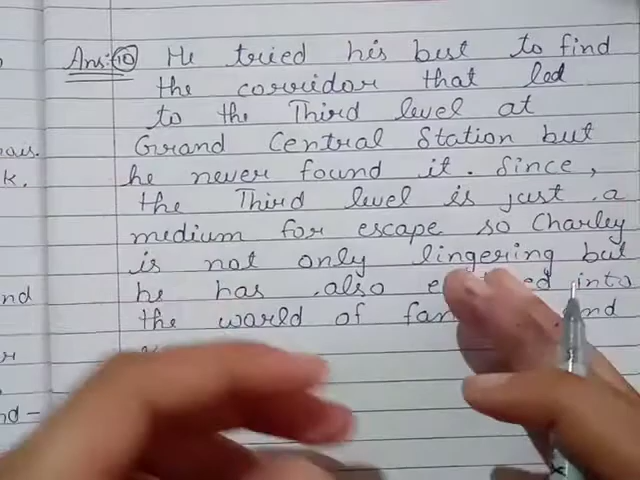 Ans:⑩ He tried his best to find
the corridor that led
to the Third level at
Grand Central Station but
he never found it. Since,
the Third level is just a
medium for escape so Charley
is not only lingering but
he has also into
the world of
k.
nd